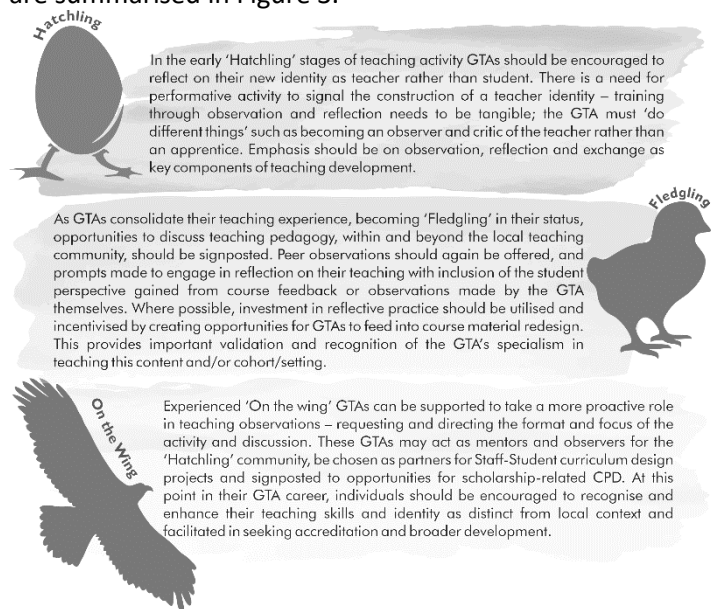 are summarised in Figure 3.
Hatchling
In the early ‘Hatchling’ stages of teaching activity GTAs should be encouraged to
reflect on their new identity as teacher rather than student. There is a need for
performative activity to signal the construction of a teacher identity – training
through observation and reflection needs to be tangible; the GTA must ‘do
different things’ such as becoming an observer and critic of the teacher rather than
an apprentice. Emphasis should be on observation, reflection and exchange as
key components of teaching development.
Fledgling
As GTAs consolidate their teaching experience, becoming ‘Fledgling’ in their status,
opportunities to discuss teaching pedagogy, within and beyond the local teaching
community, should be signposted. Peer observations should again be offered, and
prompts made to engage in reflection on their teaching with inclusion of the student
perspective gained from course feedback or observations made by the GTA
themselves. Where possible, investment in reflective practice should be utilised and
incentivised by creating opportunities for GTAs to feed into course material redesign.
This provides important validation and recognition of the GTA’s specialism in
teaching this content and/or cohort/setting.
On the Wing
Experienced ‘On the wing’ GTAs can be supported to take a more proactive role
in teaching observations – requesting and directing the format and focus of the
activity and discussion. These GTAs may act as mentors and observers for the
‘Hatchling’ community, be chosen as partners for Staff-Student curriculum design
projects and signposted to opportunities for scholarship-related CPD. At this
point in their GTA career, individuals should be encouraged to recognise and
enhance their teaching skills and identity as distinct from local context and
facilitated in seeking accreditation and broader development.